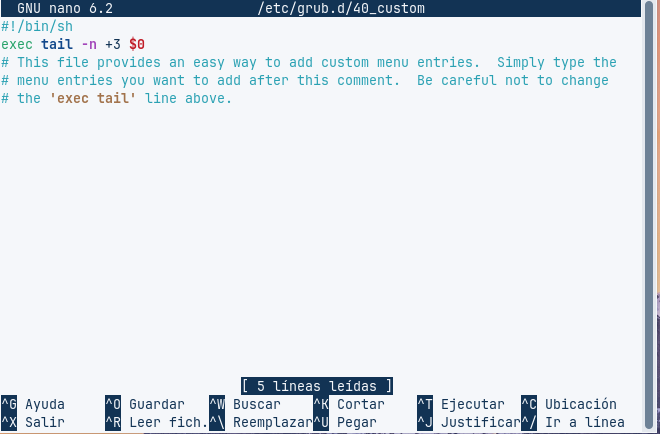 GNU nano 6.2 /etc/grub.d/40_custom
#!/bin/sh
exec tail -n +3 $0
# This file provides an easy way to add custom menu entries.  Simply type the
# menu entries you want to add after this comment.  Be careful not to change
# the 'exec tail' line above.
[ 5 líneas leídas ]
^G Ayuda ^O Guardar ^W Buscar ^K Cortar ^T Ejecutar ^C Ubicación
^X Salir ^R Leer fich. ^\ Reemplazar ^U Pegar ^J Justificar ^/ Ir a línea